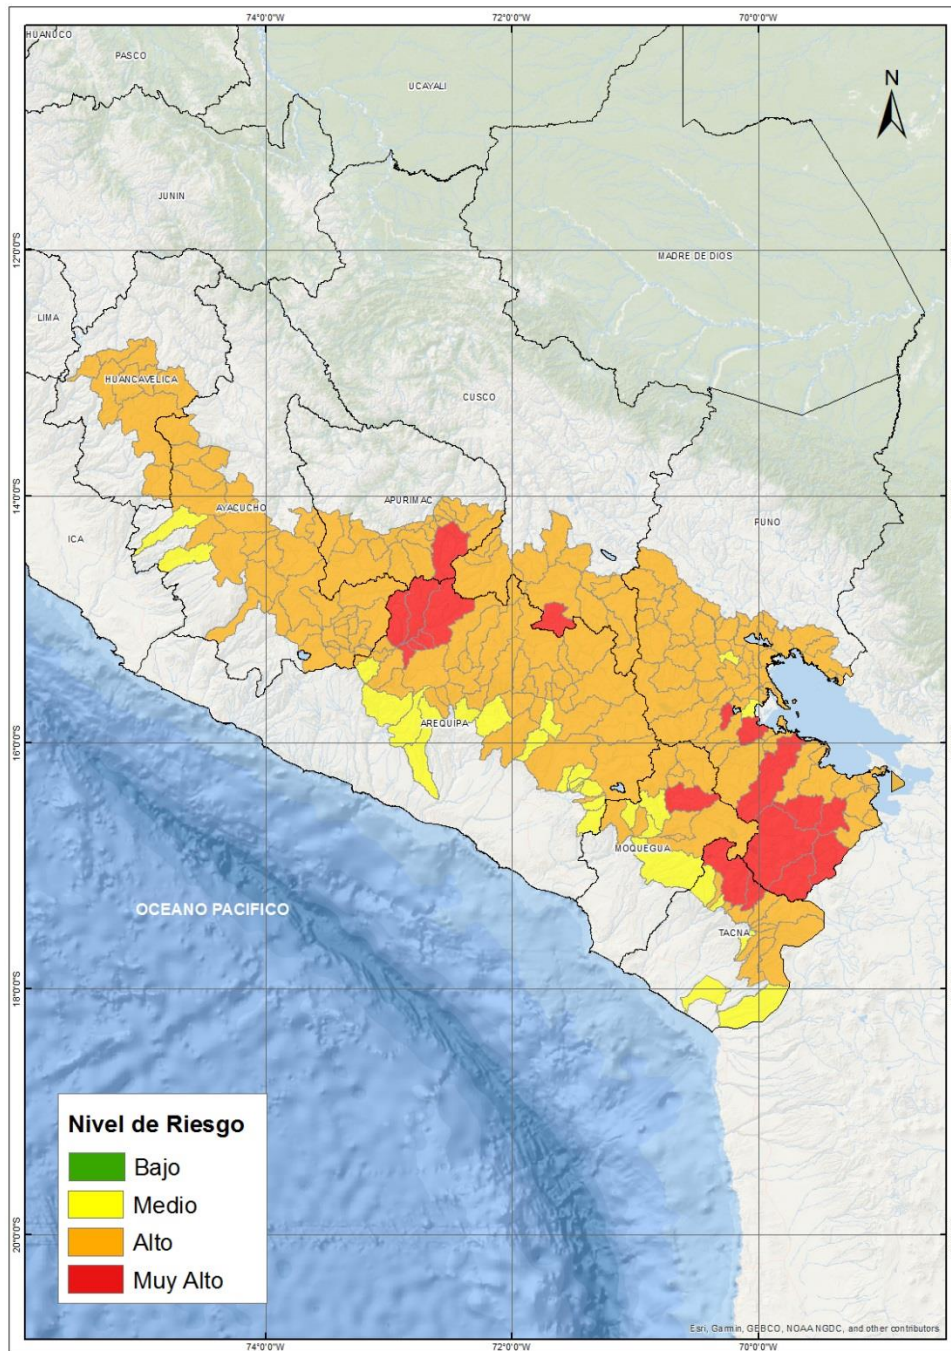 74°0'0"W
72°0'0"W
70°0'0"W
HUANUCO
PASCO
UCAYALI
N
JUNIN
12°0'0"S
MADRE DE DIOS
LIMA
HUANCAVELICA
CUSCO
14°0'0"S
APURIMAC
AYACUCHO
PUNO
ICA
AREQUIPA
16°0'0"S
MOQUEGUA
OCEANO PACIFICO
TACNA
18°0'0"S
Nivel de Riesgo
Bajo
Medio
Alto
Muy Alto
20°0'0"S
Esri, Garmin, GEBCO, NOAA NGDC, and other contributors
74°0'0"W
72°0'0"W
70°0'0"W